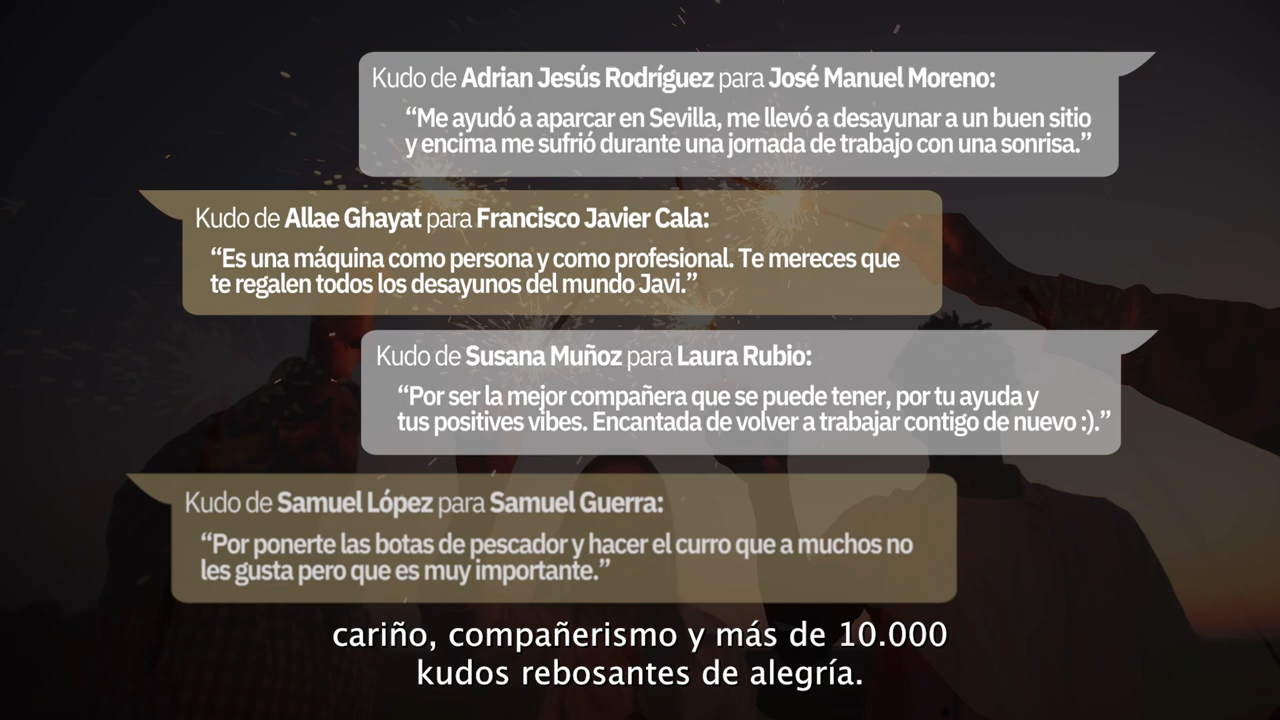 Kudo de Adrian Jesús Rodríguez para José Manuel Moreno:
“Me ayudó a aparcar en Sevilla, me llevó a desayunar a un buen sitio
y encima me sufrió durante una jornada de trabajo con una sonrisa.”
Kudo de Allae Ghayat para Francisco Javier Cala:
“Es una máquina como persona y como profesional. Te mereces que
te regalen todos los desayunos del mundo Javi.”
Kudo de Susana Muñoz para Laura Rubio:
“Por ser la mejor compañera que se puede tener, por tu ayuda y
tus positives vibes. Encantada de volver a trabajar contigo de nuevo :).”
Kudo de Samuel López para Samuel Guerra:
“Por ponerte las botas de pescador y hacer el curro que a muchos no
les gusta pero que es muy importante.”
cariño, compañerismo y más de 10.000
kudos rebosantes de alegría.